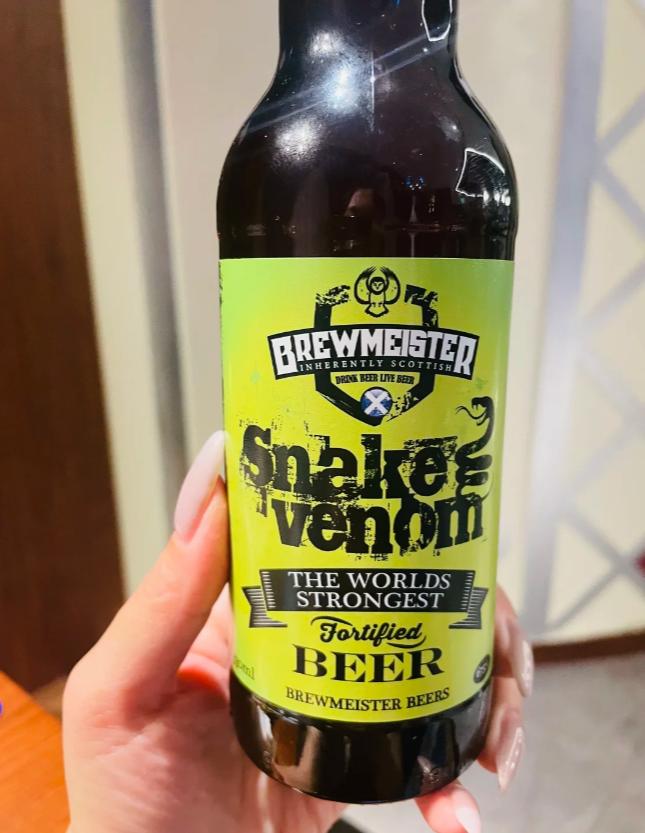 BREWMEISTER
INHERENTLY SCOTTISH
DRINK BEER LIVE BEER
Snake
venom
THE WORLDS
STRONGEST
Fortified
BEER
BREWMEISTER BEERS